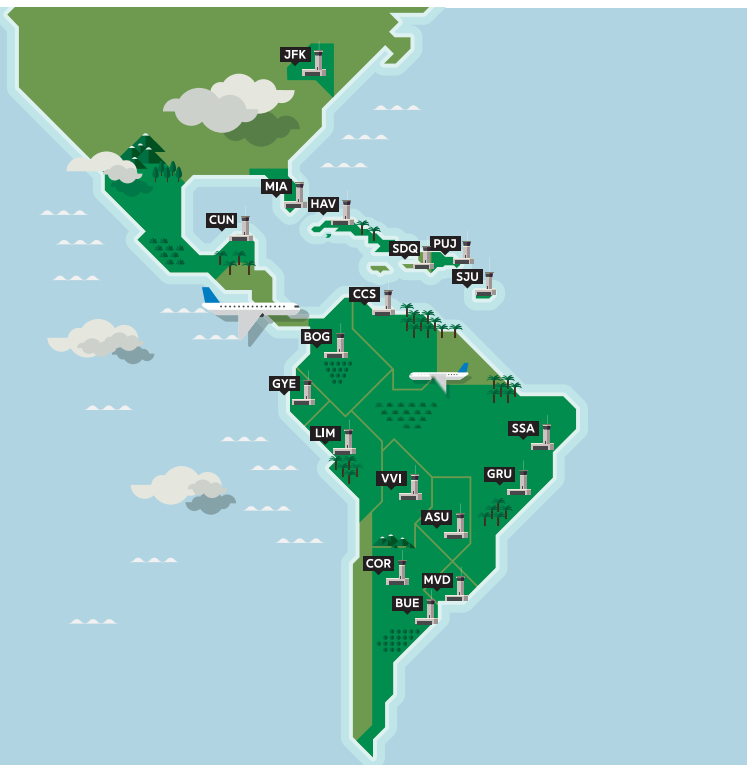 JFK
MIA
HAV
CUN
SDQ
PUJ
SJU
CCS
BOG
GYE
LIM
SSA
VVI
GRU
ASU
COR
MVD
BUE